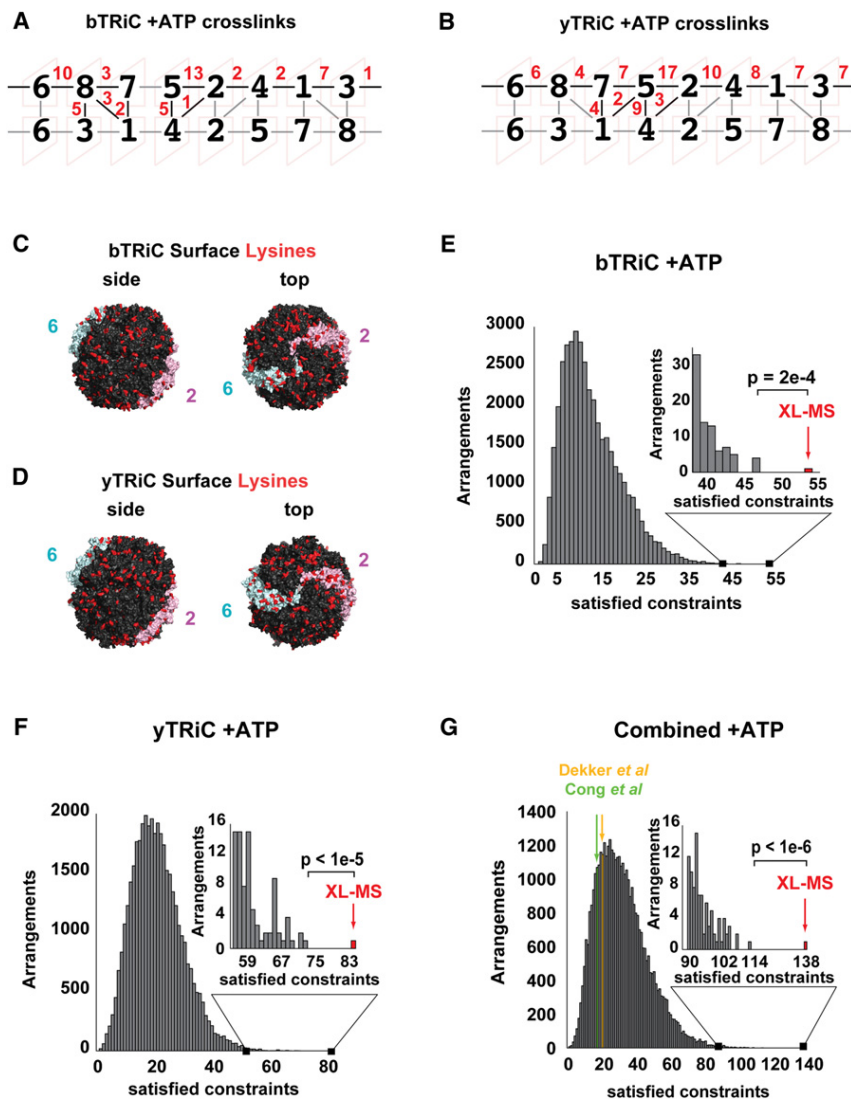 A
bTRiC +ATP crosslinks
10 3 13 2 2 7 1
6 8 7 5 2 4 1 3
5 3 2 5 1
6 3 1 4 2 5 7 8
B
yTRiC +ATP crosslinks
6 4 7 17 10 8 7 7
6 8 7 5 2 4 1 3
4 2 9 3
6 3 1 4 2 5 7 8
C
bTRiC Surface Lysines
side top
6 2 6 2
D
yTRiC Surface Lysines
side top
6 2 6 2
E
bTRiC +ATP
Arrangements
3000
2500
2000
1500
1000
500
0
0 5 15 25 35 45 55
satisfied constraints
Arrangements
30
20
10
0
40 45 50 55
satisfied constraints
p = 2e-4
XL-MS
F
yTRiC +ATP
Arrangements
2000
1500
1000
500
0
0 20 40 60 80
satisfied constraints
Arrangements
16
12
8
4
0
59 67 75 83
satisfied constraints
p < 1e-5
XL-MS
G
Combined +ATP
Dekker et al
Cong et al
Arrangements
1400
1200
1000
800
600
400
200
0
0 20 40 60 80 100 120 140
satisfied constraints
Arrangements
16
12
8
4
0
90 102 114 138
satisfied constraints
p < 1e-6
XL-MS